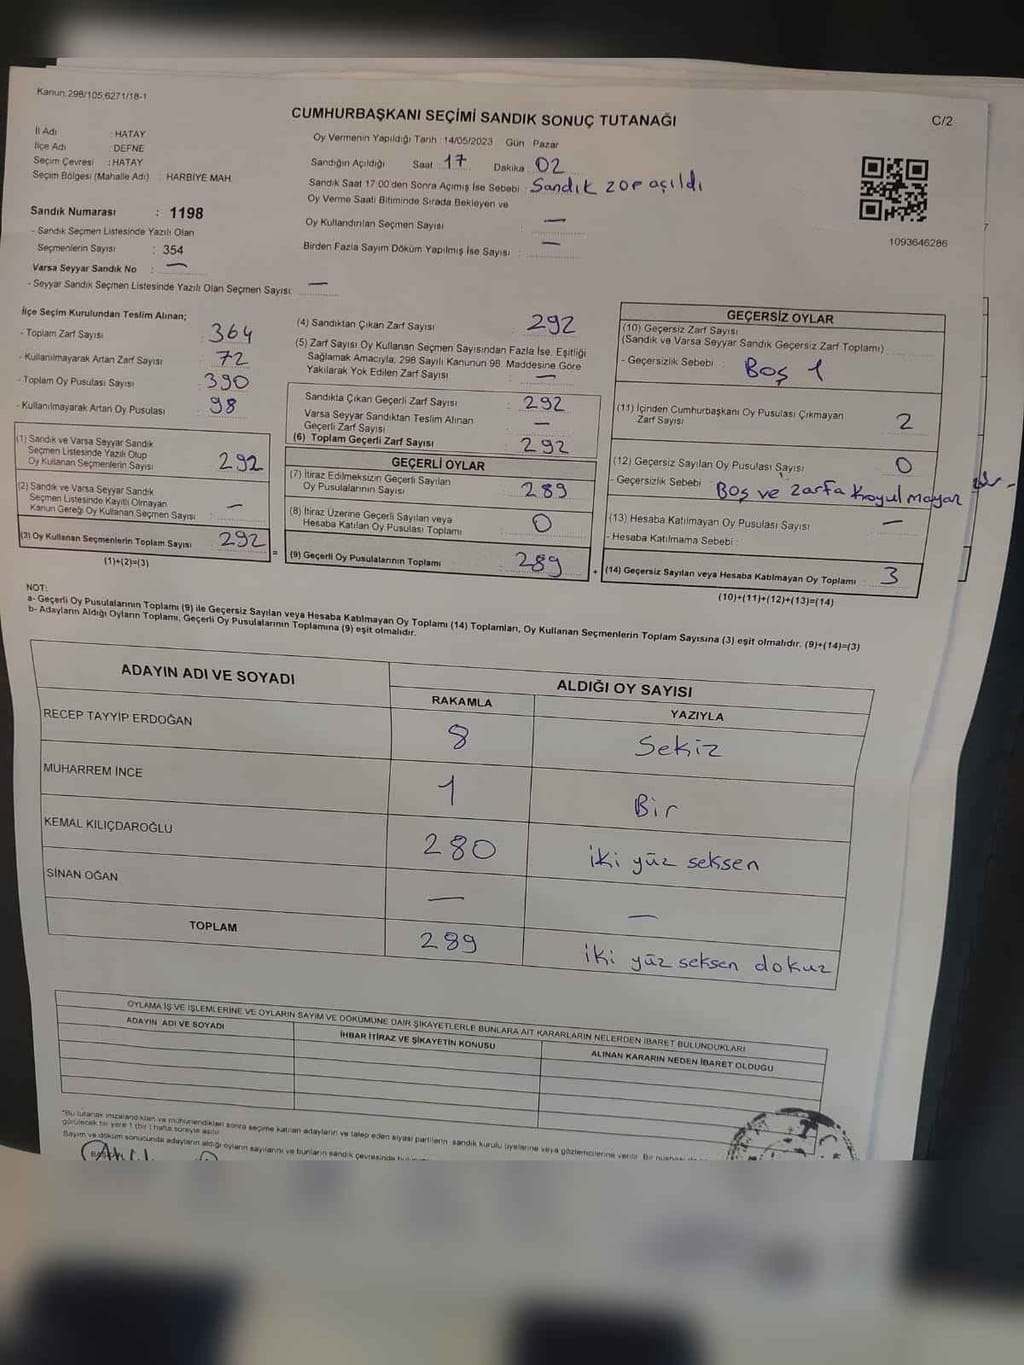 Kanun:298/105,6271/18-1
CUMHURBAŞKANI SEÇİMİ SANDIK SONUÇ TUTANAĞI
C/2
İl Adı : HATAY
İlçe Adı : DEFNE
Seçim Çevresi : HATAY
Seçim Bölgesi (Mahalle Adı) : HARBİYE MAH.
Oy Vermenin Yapıldığı Tarih :14/05/2023 Gün Pazar
Sandığın Açıldığı Saat : 17 Dakika : 02
Sandık Saat 17:00'den Sonra Açılmış İse Sebebi : Sandık zor açıldı
Oy Verme Saati Bitiminde Sırada Bekleyen ve
Oy Kullandırılan Seçmen Sayısı : —
Birden Fazla Sayım Döküm Yapılmış İse Sayısı : —
1093646286
Sandık Numarası : 1198
- Sandık Seçmen Listesinde Yazılı Olan
Seçmenlerin Sayısı : 354
Varsa Seyyar Sandık No : —
- Seyyar Sandık Seçmen Listesinde Yazılı Olan Seçmen Sayısı: —
İlçe Seçim Kurulundan Teslim Alınan;
- Toplam Zarf Sayısı : 364
- Kullanılmayarak Artan Zarf Sayısı : 72
- Toplam Oy Pusulası Sayısı : 390
- Kullanılmayarak Artan Oy Pusulası : 98
(1) Sandık ve Varsa Seyyar Sandık
Seçmen Listesinde Yazılı Olup
Oy Kullanan Seçmenlerin Sayısı : 292
(2) Sandık ve Varsa Seyyar Sandık
Seçmen Listesinde Kayıtlı Olmayan
Kanun Gereği Oy Kullanan Seçmen Sayısı : —
(3) Oy Kullanan Seçmenlerin Toplam Sayısı : 292
(1)+(2)=(3)
(4) Sandıktan Çıkan Zarf Sayısı : 292
(5) Zarf Sayısı Oy Kullanan Seçmen Sayısından Fazla İse, Eşitliği
Sağlamak Amacıyla; 298 Sayılı Kanunun 98. Maddesine Göre
Yakılarak Yok Edilen Zarf Sayısı : —
Sandıkta Çıkan Geçerli Zarf Sayısı : 292
Varsa Seyyar Sandıktan Teslim Alınan
Geçerli Zarf Sayısı : —
(6) Toplam Geçerli Zarf Sayısı : 292
GEÇERLİ OYLAR
(7) İtiraz Edilmeksizin Geçerli Sayılan
Oy Pusulalarının Sayısı : 289
(8) İtiraz Üzerine Geçerli Sayılan veya
Hesaba Katılan Oy Pusulası Toplamı : 0
(9) Geçerli Oy Pusulalarının Toplamı : 289
GEÇERSİZ OYLAR
(10) Geçersiz Zarf Sayısı
(Sandık ve Varsa Seyyar Sandık Geçersiz Zarf Toplamı)
- Geçersizlik Sebebi : Boş 1
(11) İçinden Cumhurbaşkanı Oy Pusulası Çıkmayan
Zarf Sayısı : 2
(12) Geçersiz Sayılan Oy Pusulası Sayısı : 0
- Geçersizlik Sebebi : Boş ve zarfa koyulmayan
(13) Hesaba Katılmayan Oy Pusulası Sayısı : —
- Hesaba Katılmama Sebebi :
(14) Geçersiz Sayılan veya Hesaba Katılmayan Oy Toplamı : 3
(10)+(11)+(12)+(13)=(14)
NOT:
a- Geçerli Oy Pusulalarının Toplamı (9) ile Geçersiz Sayılan veya Hesaba Katılmayan Oy Toplamı (14) Toplamları, Oy Kullanan Seçmenlerin Toplam Sayısına (3) eşit olmalıdır. (9)+(14)=(3)
b- Adayların Aldığı Oyların Toplamı, Geçerli Oy Pusulalarının Toplamına (9) eşit olmalıdır.
ADAYIN ADI VE SOYADI ALDIĞI OY SAYISI
RAKAMLA YAZIYLA
RECEP TAYYİP ERDOĞAN 8 Sekiz
MUHARREM İNCE 1 Bir
KEMAL KILIÇDAROĞLU 280 iki yüz seksen
SİNAN OĞAN — —
TOPLAM 289 iki yüz seksen dokuz
OYLAMA İŞ VE İŞLEMLERİNE VE OYLARIN SAYIM VE DÖKÜMÜNE DAİR ŞİKAYETLERLE BUNLARA AİT KARARLARIN NELERDEN İBARET BULUNDUKLARI
ADAYIN ADI VE SOYADI İHBAR İTİRAZ VE ŞİKAYETİN KONUSU ALINAN KARARIN NEDEN İBARET OLDUĞU
*Bu tutanak imzalandıktan ve mühürlendikten sonra seçime katılan adayların ve talep eden siyasi partilerin sandık kurulu üyelerine veya gözlemcilerine verilir. Bir nüshası da
görülecek bir yere 1 (bir) hafta süreyle asılır.
Sayım ve döküm sonucunda adayların aldığı oyların sayılarını ve bunların sandık çevresinde